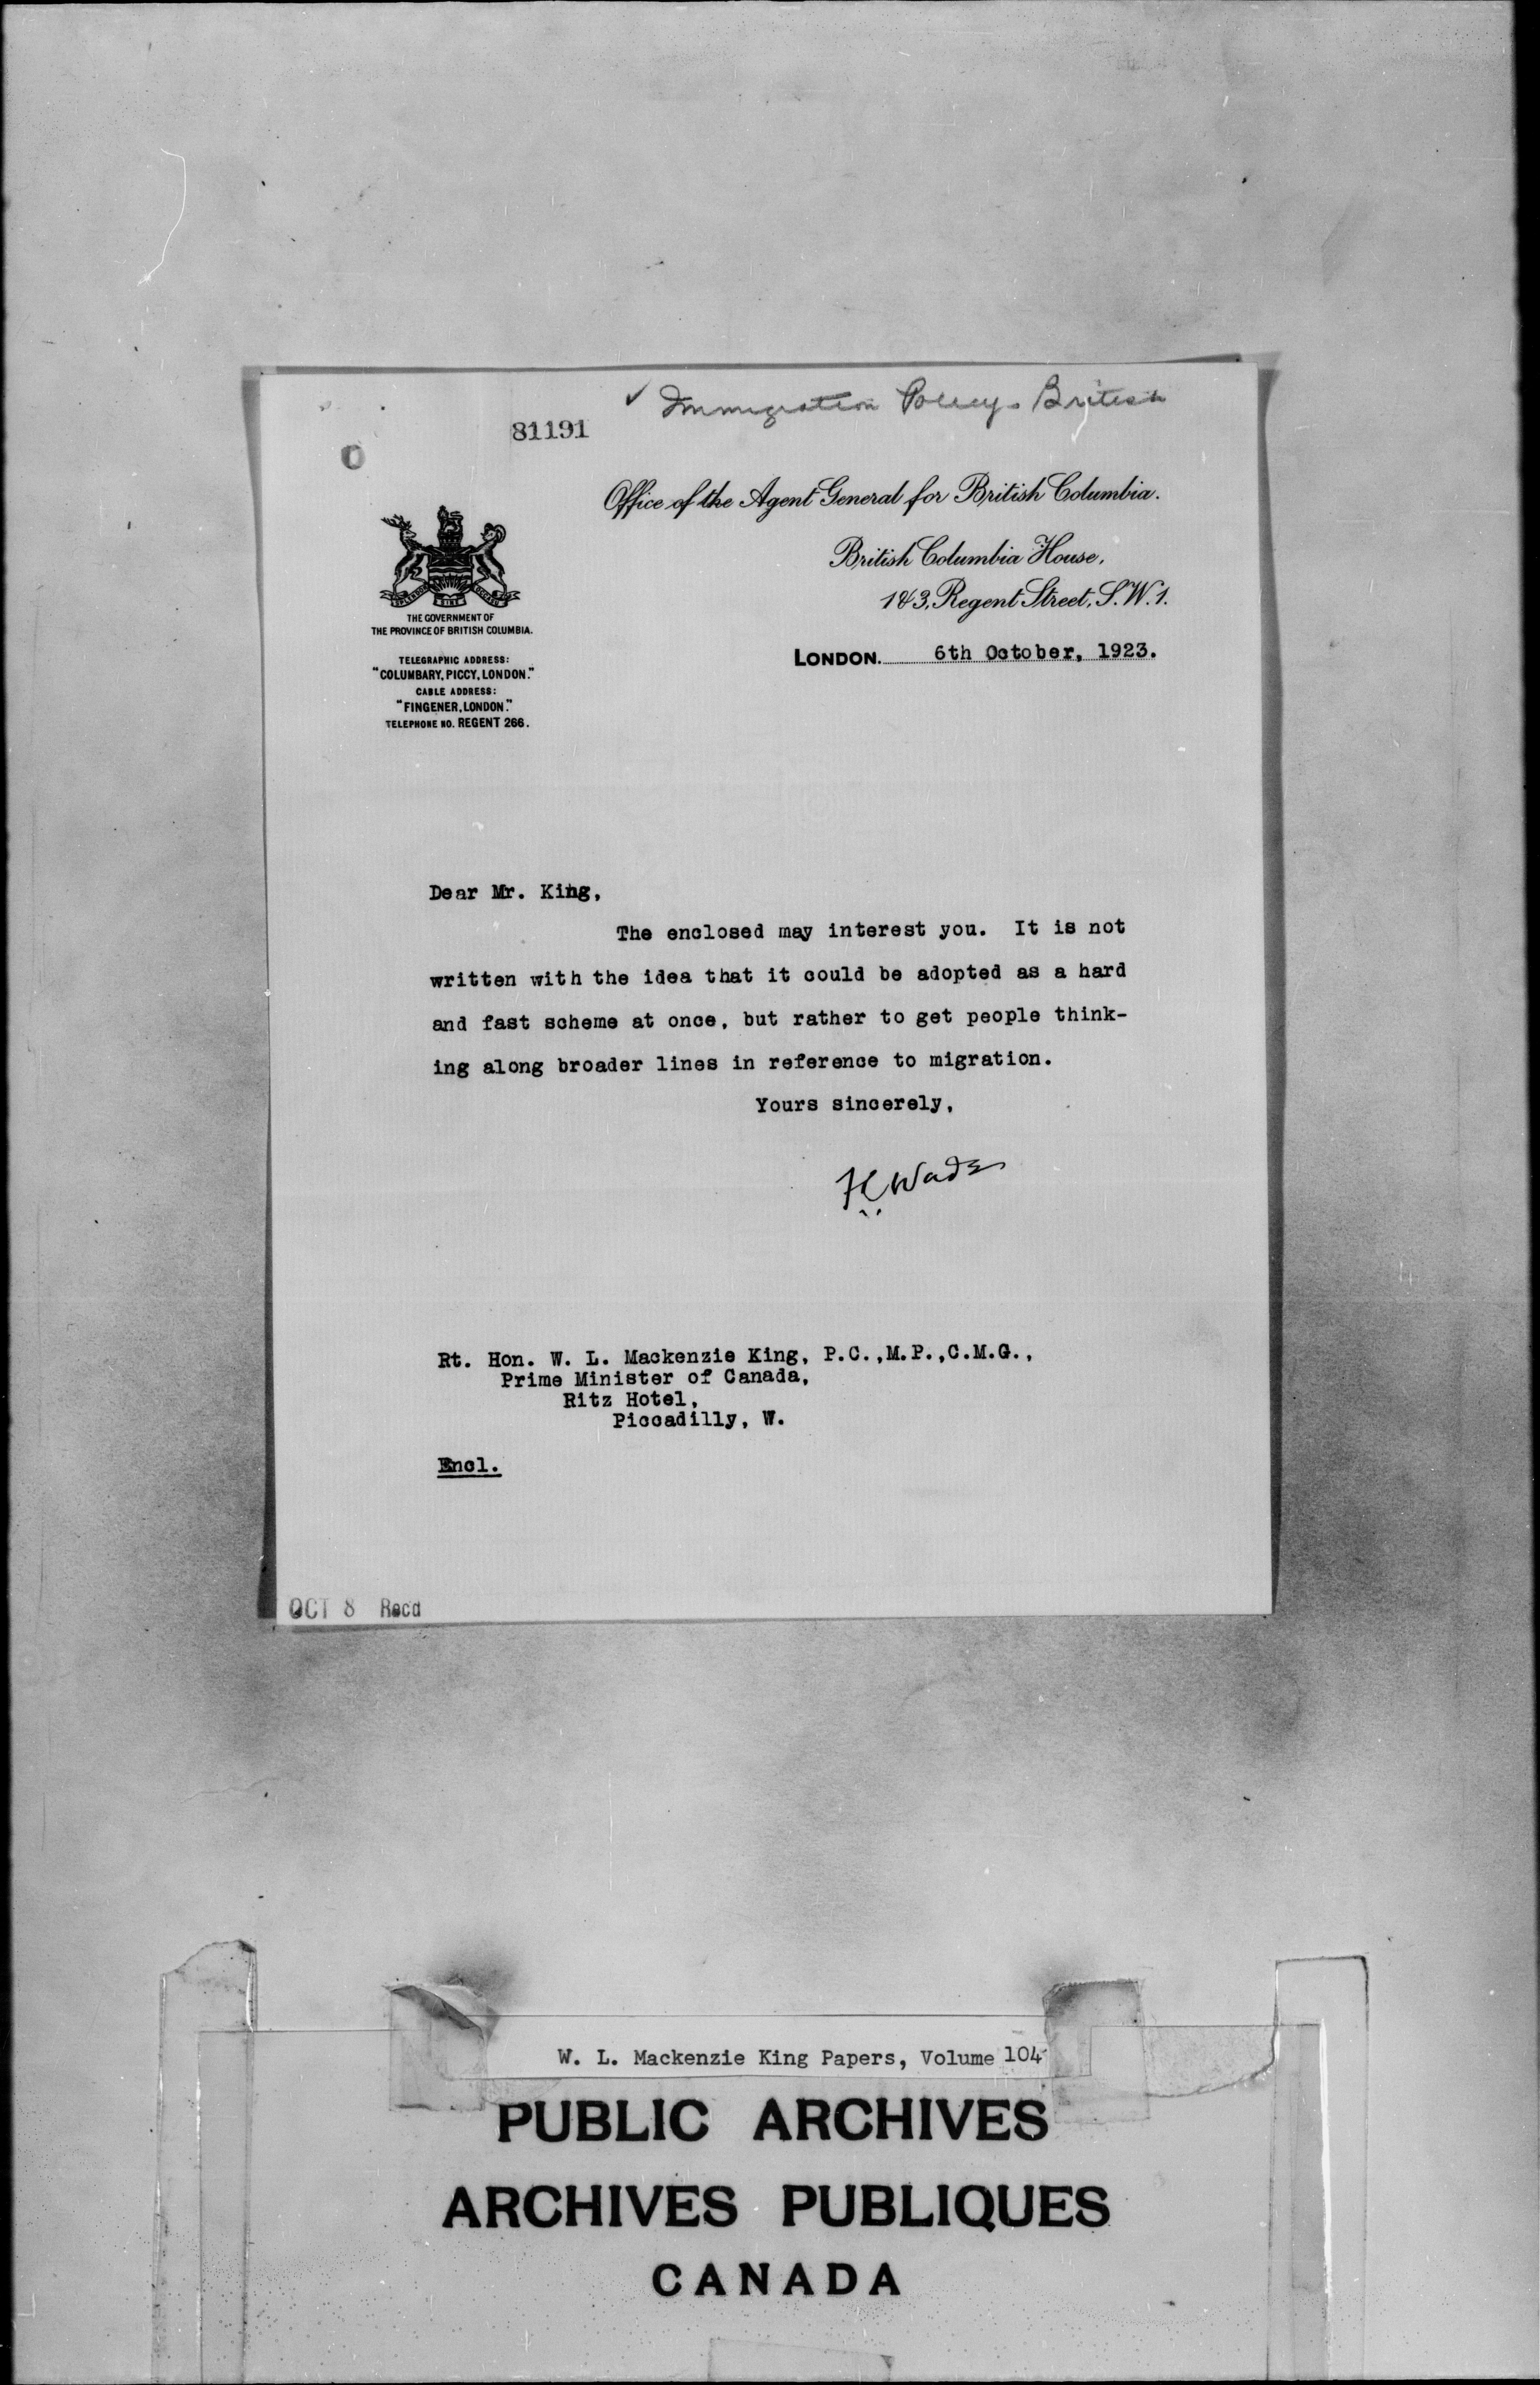 ✓ Immigration Policy - British
81191
Office of the Agent General for British Columbia.
British Columbia House,
1 & 3, Regent Street, S.W.1.
LONDON. 6th October, 1923.
SPLENDOR SINE OCCASU
THE GOVERNMENT OF
THE PROVINCE OF BRITISH COLUMBIA.
TELEGRAPHIC ADDRESS:
"COLUMBARY, PICCY, LONDON."
CABLE ADDRESS:
"FINGENER, LONDON."
TELEPHONE NO. REGENT 266.
Dear Mr. King,
The enclosed may interest you. It is not
written with the idea that it could be adopted as a hard
and fast scheme at once, but rather to get people think-
ing along broader lines in reference to migration.
Yours sincerely,
FC Wade
Rt. Hon. W. L. Mackenzie King, P.C.,M.P.,C.M.G.,
Prime Minister of Canada,
Ritz Hotel,
Piccadilly, W.
Encl.
OCT 8 Recd
W. L. Mackenzie King Papers, Volume 104
PUBLIC ARCHIVES
ARCHIVES PUBLIQUES
CANADA